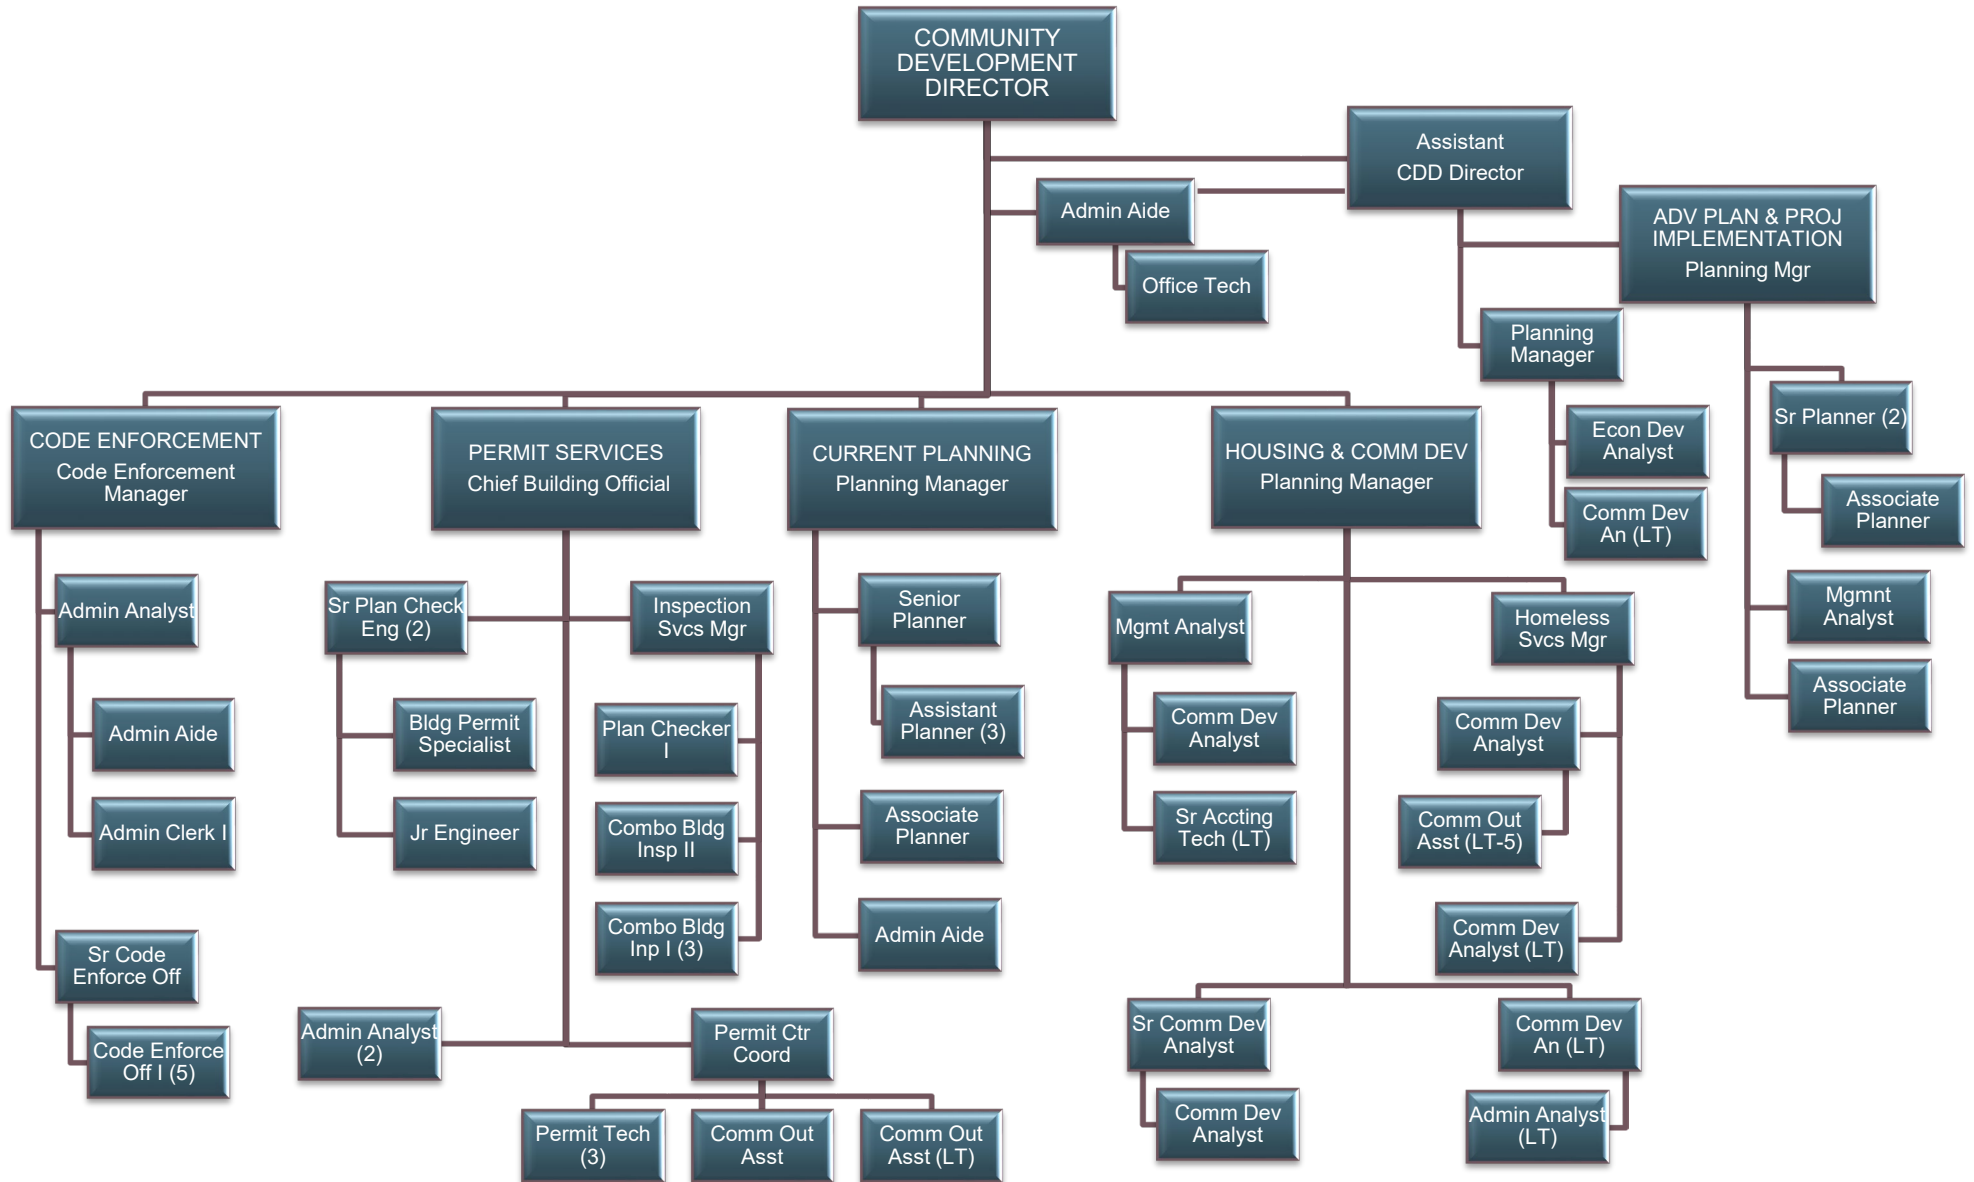 COMMUNITY
DEVELOPMENT
DIRECTOR
Assistant
CDD Director
Admin Aide
Office Tech
ADV PLAN & PROJ
IMPLEMENTATION
Planning Mgr
Planning
Manager
Econ Dev
Analyst
Comm Dev
An (LT)
Sr Planner (2)
Associate
Planner
Mgmnt
Analyst
Associate
Planner
CODE ENFORCEMENT
Code Enforcement
Manager
Admin Analyst
Admin Aide
Admin Clerk I
Sr Code
Enforce Off
Code Enforce
Off I (5)
PERMIT SERVICES
Chief Building Official
Sr Plan Check
Eng (2)
Bldg Permit
Specialist
Jr Engineer
Inspection
Svcs Mgr
Plan Checker
I
Combo Bldg
Insp II
Combo Bldg
Inp I (3)
Admin Analyst
(2)
Permit Ctr
Coord
Permit Tech
(3)
Comm Out
Asst
Comm Out
Asst (LT)
CURRENT PLANNING
Planning Manager
Senior
Planner
Assistant
Planner (3)
Associate
Planner
Admin Aide
HOUSING & COMM DEV
Planning Manager
Mgmt Analyst
Comm Dev
Analyst
Sr Accting
Tech (LT)
Homeless
Svcs Mgr
Comm Dev
Analyst
Comm Out
Asst (LT-5)
Comm Dev
Analyst (LT)
Sr Comm Dev
Analyst
Comm Dev
Analyst
Comm Dev
An (LT)
Admin Analyst
(LT)